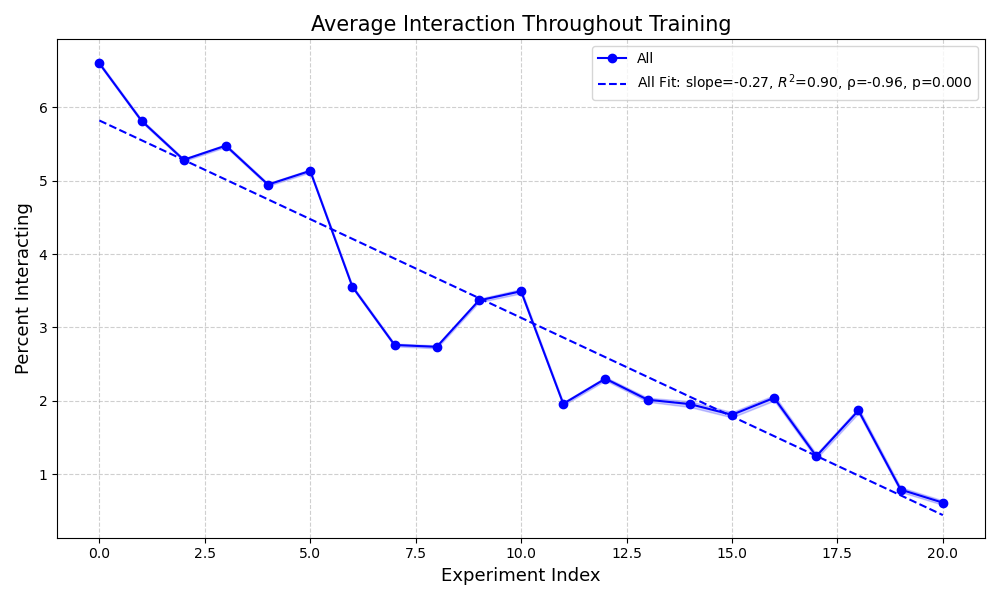 Average Interaction Throughout Training
All
All Fit: slope=-0.27, R²=0.90, ρ=-0.96, p=0.000
Percent Interacting
6
5
4
3
2
1
0.0 2.5 5.0 7.5 10.0 12.5 15.0 17.5 20.0
Experiment Index